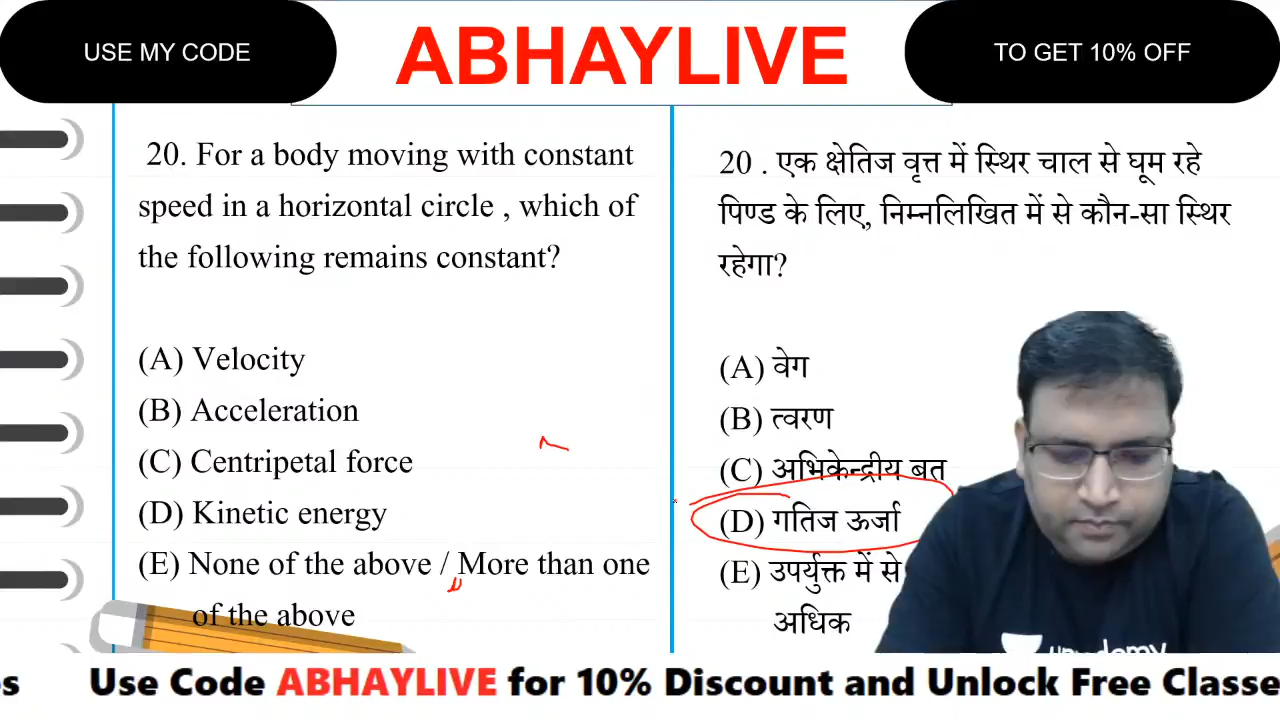 USE MY CODE
ABHAYLIVE
TO GET 10% OFF
20. For a body moving with constant
speed in a horizontal circle , which of
the following remains constant?
(A) Velocity
(B) Acceleration
(C) Centripetal force
(D) Kinetic energy
(E) None of the above / More than one
of the above
20 . एक क्षेतिज वृत्त में स्थिर चाल से घूम रहे
पिण्ड के लिए, निम्नलिखित में से कौन-सा स्थिर
रहेगा?
(A) वेग
(B) त्वरण
(C) अभिकेन्द्रीय बत
(D) गतिज ऊर्जा
(E) उपर्युक्त में से
अधिक
Use Code ABHAYLIVE for 10% Discount and Unlock Free Classe